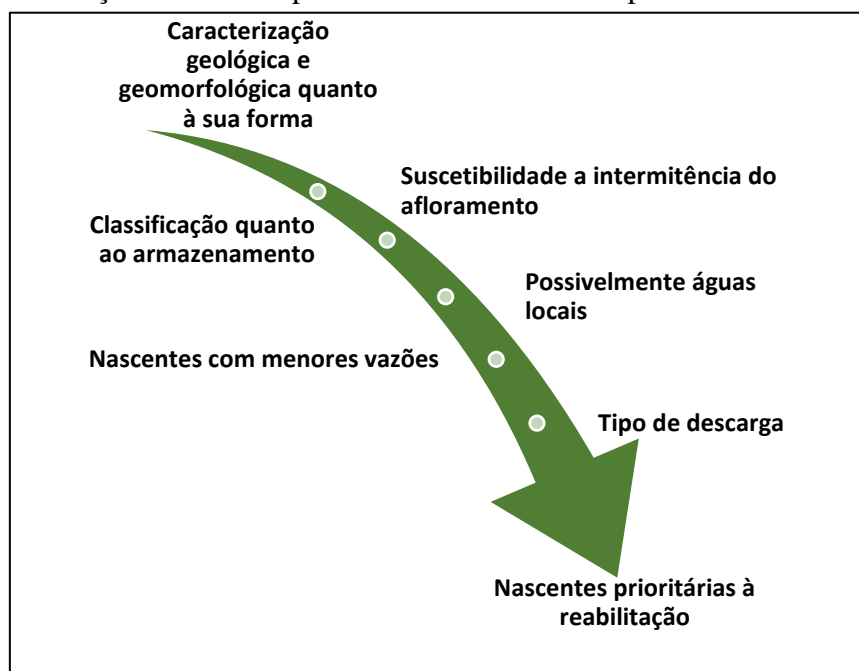 Caracterização
geológica e
geomorfológica quanto
à sua forma
Suscetibilidade a intermitência do
afloramento
Classificação quanto
ao armazenamento
Possivelmente águas
locais
Nascentes com menores vazões
Tipo de descarga
Nascentes prioritárias à
reabilitação